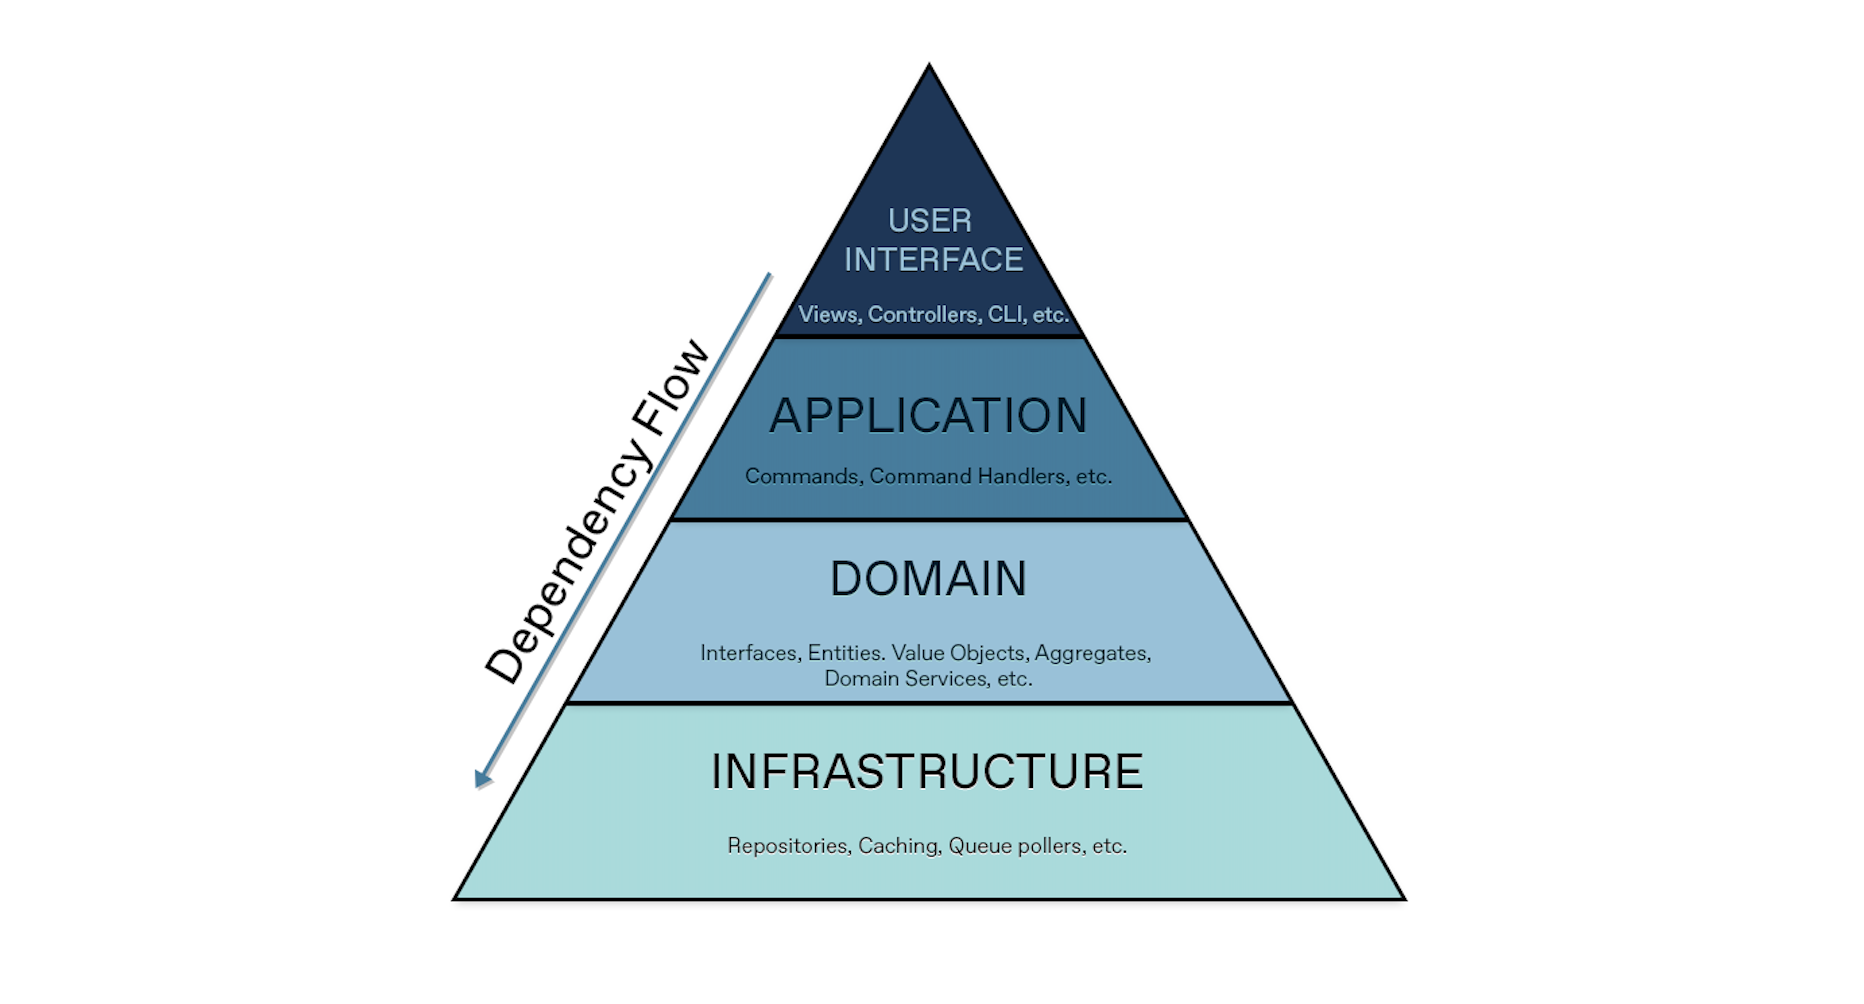 USER
INTERFACE
Views, Controllers, CLI, etc.
Dependency Flow
APPLICATION
Commands, Command Handlers, etc.
DOMAIN
Interfaces, Entities. Value Objects, Aggregates,
Domain Services, etc.
INFRASTRUCTURE
Repositories, Caching, Queue pollers, etc.